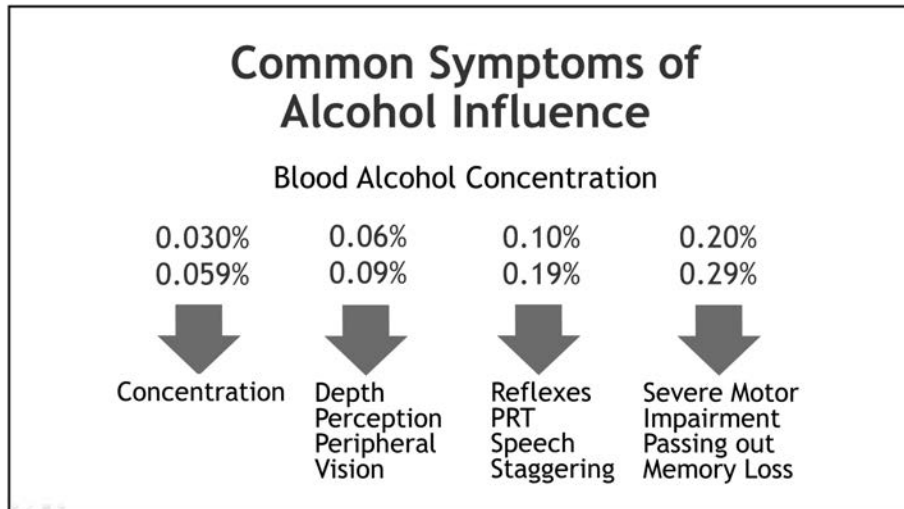 Common Symptoms of
Alcohol Influence
Blood Alcohol Concentration
0.030% 0.06% 0.10% 0.20%
0.059% 0.09% 0.19% 0.29%
Concentration Depth Reflexes Severe Motor
Perception PRT Impairment
Peripheral Speech Passing out
Vision Staggering Memory Loss